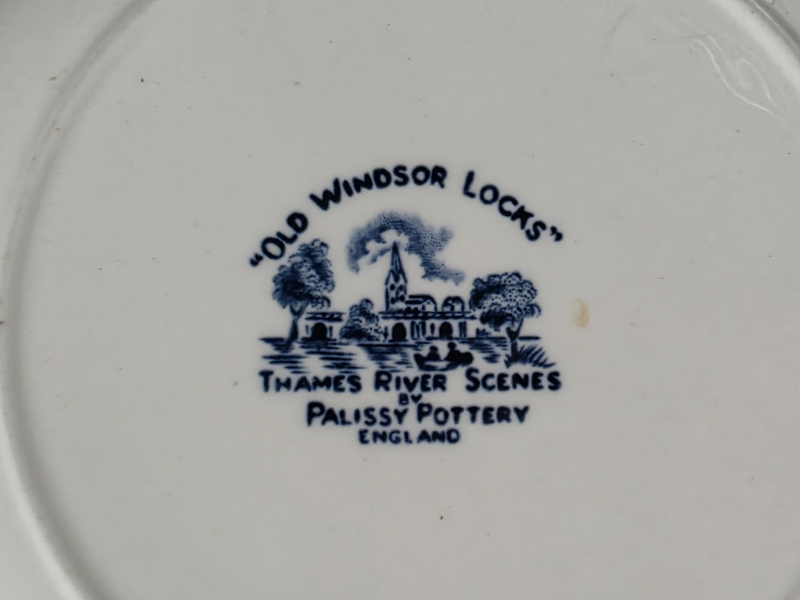 "OLD WINDSOR LOCKS"
THAMES RIVER SCENES
BY
PALISSY POTTERY
ENGLAND